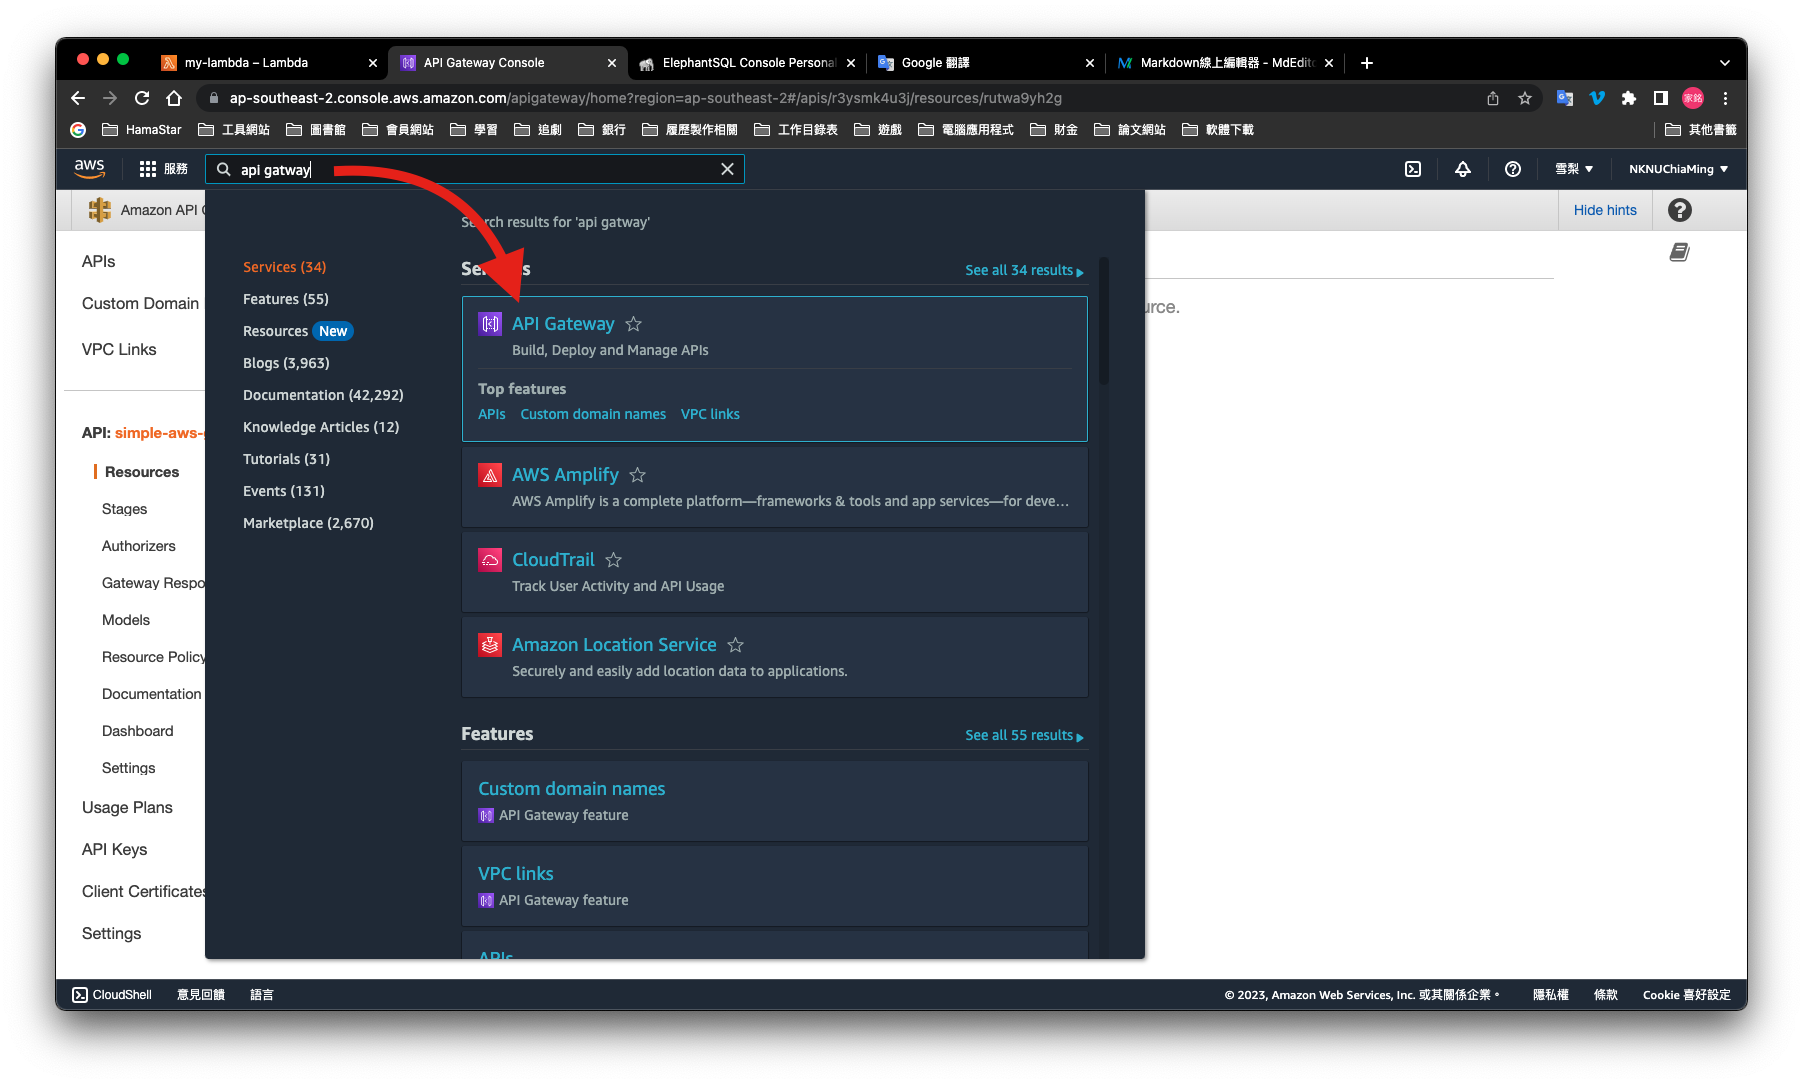 my-lambda – Lambda
API Gateway Console
ElephantSQL Console Personal
Google 翻譯
Markdown線上編輯器 - MdEdito
ap-southeast-2.console.aws.amazon.com/apigateway/home?region=ap-southeast-2#/apis/r3ysmk4u3j/resources/rutwa9yh2g
家銘
HamaStar
工具網站
圖書館
會員網站
學習
追劇
銀行
履歷製作相關
工作目錄表
遊戲
電腦應用程式
財金
論文網站
軟體下載
其他書籤
aws
服務
api gatway
雪梨
NKNUChiaMing
Amazon API
Hide hints
APIs
Custom Domain
VPC Links
API: simple-aws-
Resources
Stages
Authorizers
Gateway Respo
Models
Resource Policy
Documentation
Dashboard
Settings
Usage Plans
API Keys
Client Certificates
Settings
Search results for 'api gatway'
Services (34)
Features (55)
Resources New
Blogs (3,963)
Documentation (42,292)
Knowledge Articles (12)
Tutorials (31)
Events (131)
Marketplace (2,670)
Services
See all 34 results
API Gateway
Build, Deploy and Manage APIs
Top features
APIs Custom domain names VPC links
AWS Amplify
AWS Amplify is a complete platform—frameworks & tools and app services—for deve...
CloudTrail
Track User Activity and API Usage
Amazon Location Service
Securely and easily add location data to applications.
Features
See all 55 results
Custom domain names
API Gateway feature
VPC links
API Gateway feature
APIs
urce.
CloudShell
意見回饋
語言
© 2023, Amazon Web Services, Inc. 或其關係企業。
隱私權
條款
Cookie 喜好設定